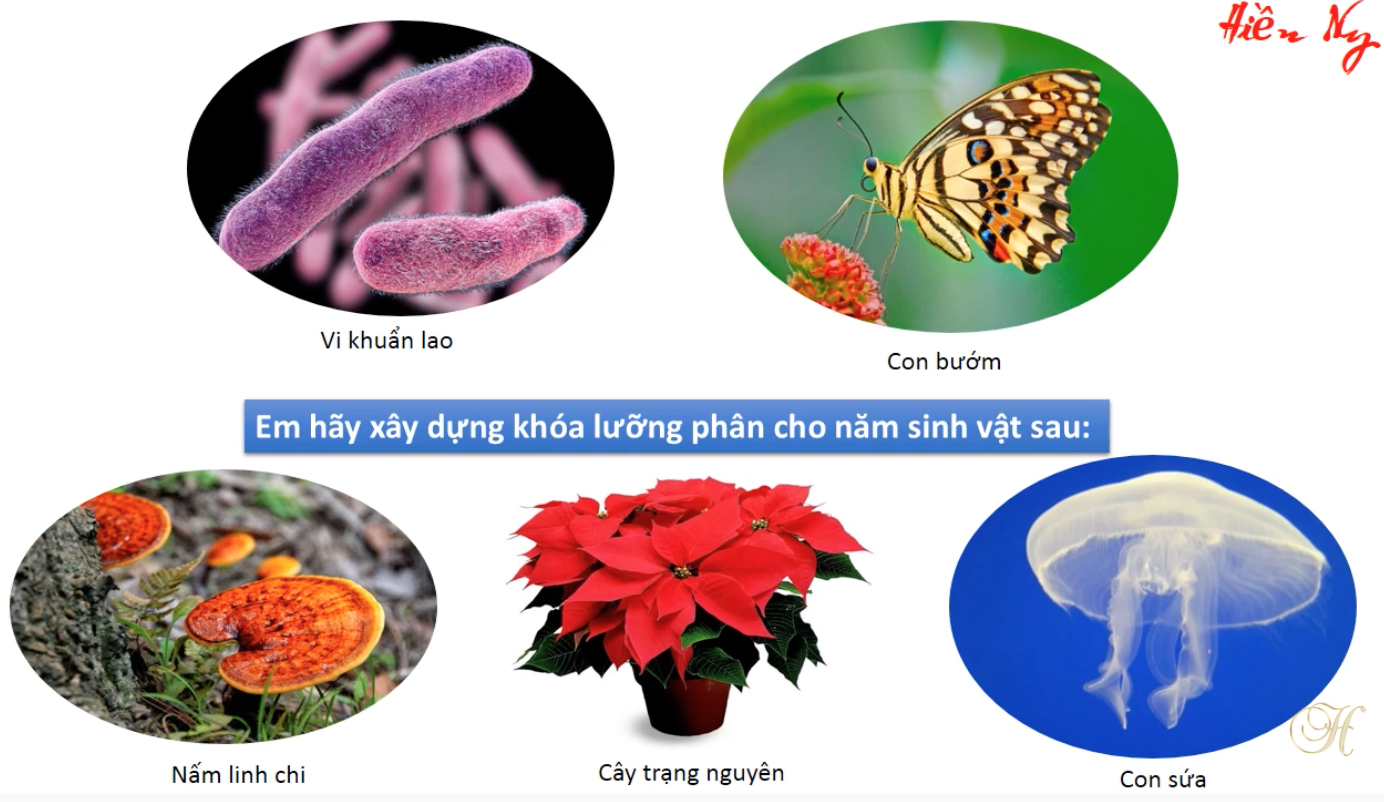 Hiền Ny
Vi khuẩn lao
Con bướm
Em hãy xây dựng khóa lưỡng phân cho năm sinh vật sau:
Nấm linh chi
Cây trạng nguyên
Con sứa
H